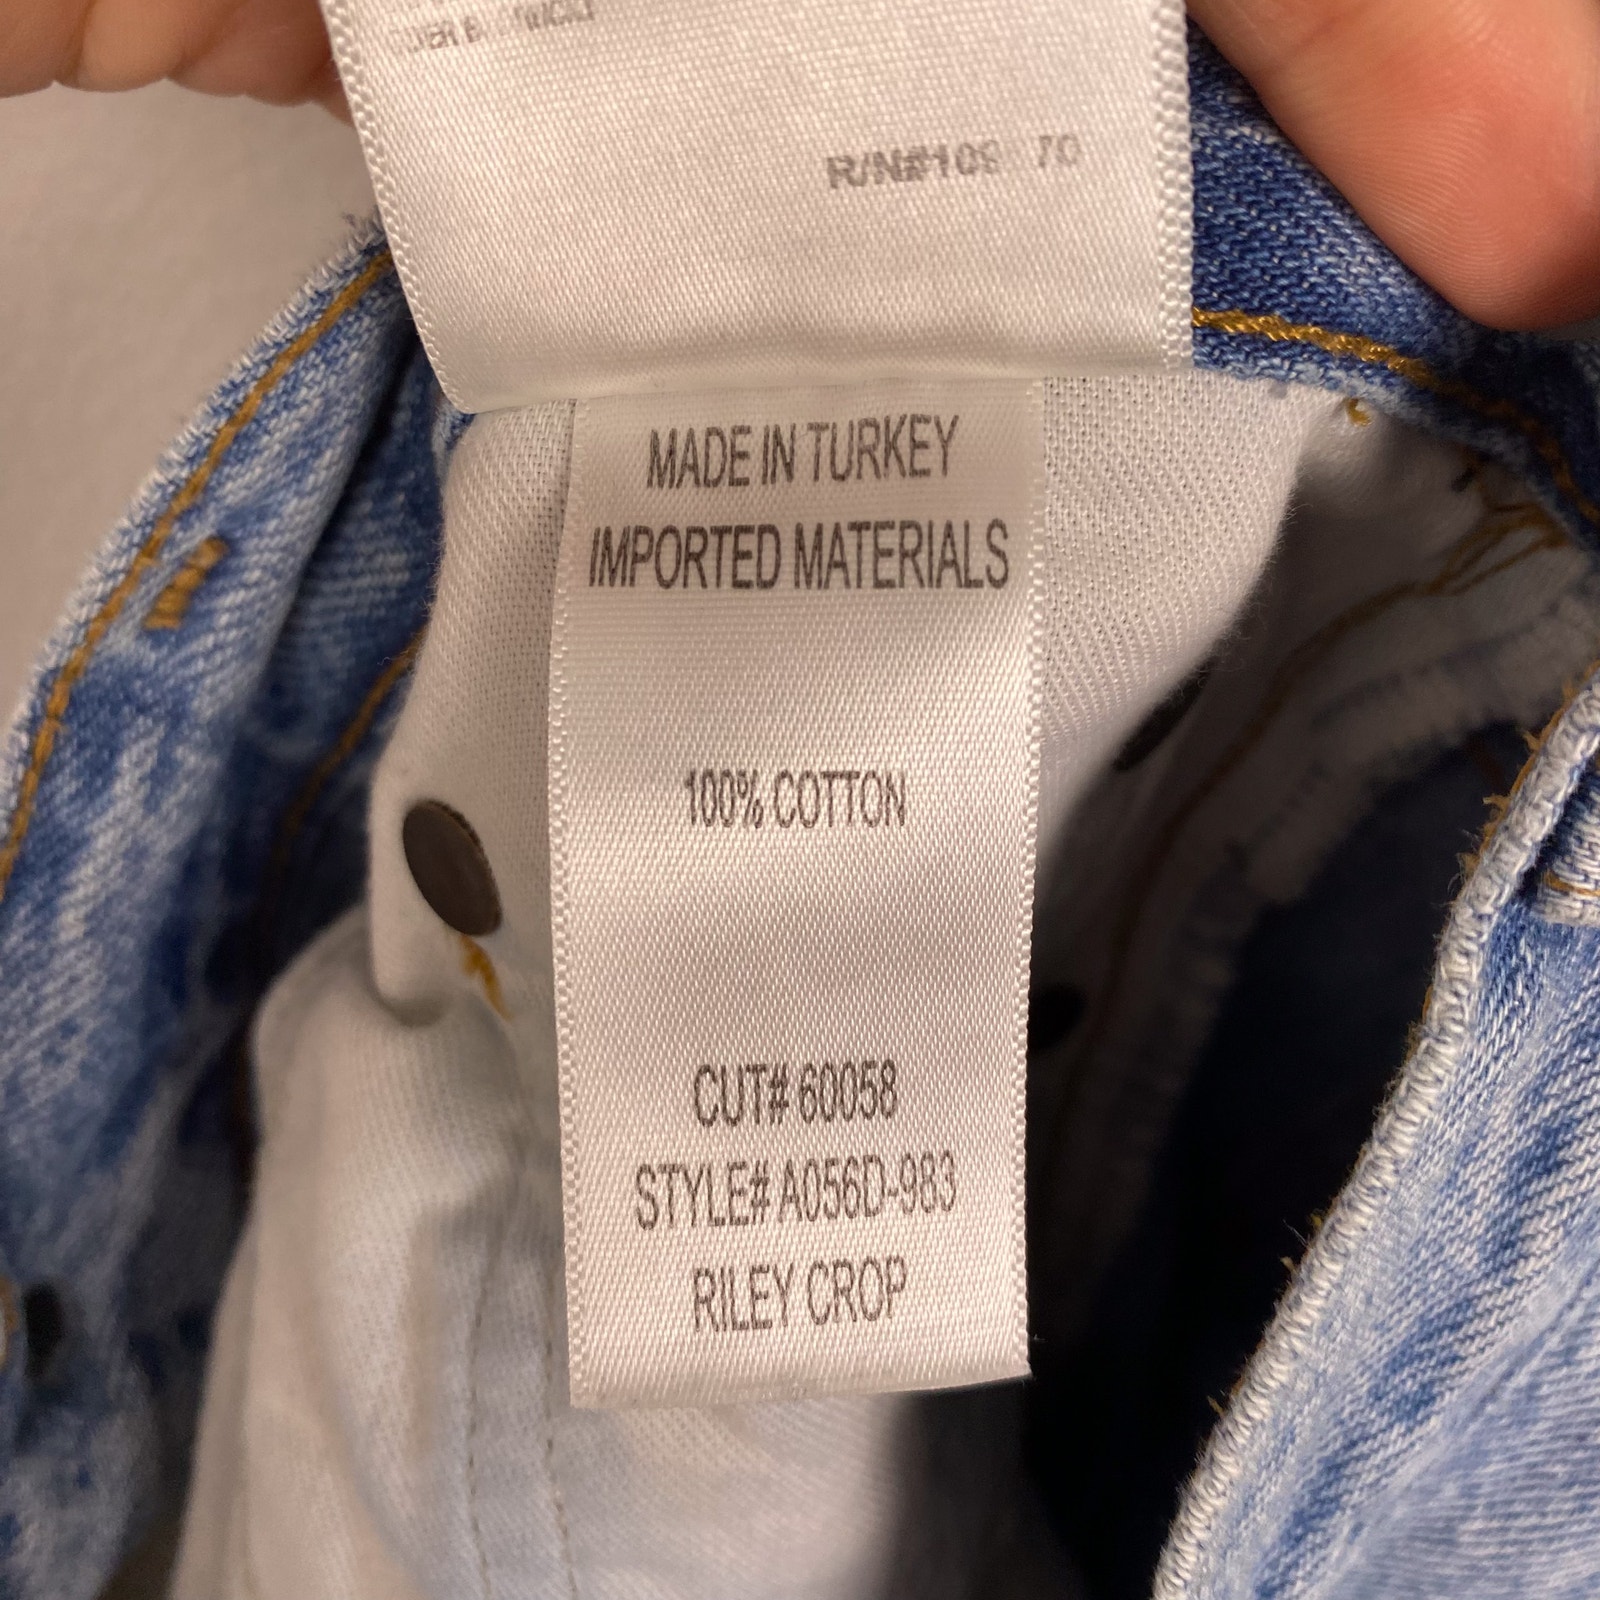 MADE IN TURKEY
IMPORTED MATERIALS
100% COTTON
CUT# 60058
STYLE# A056D-983
RILEY CROP